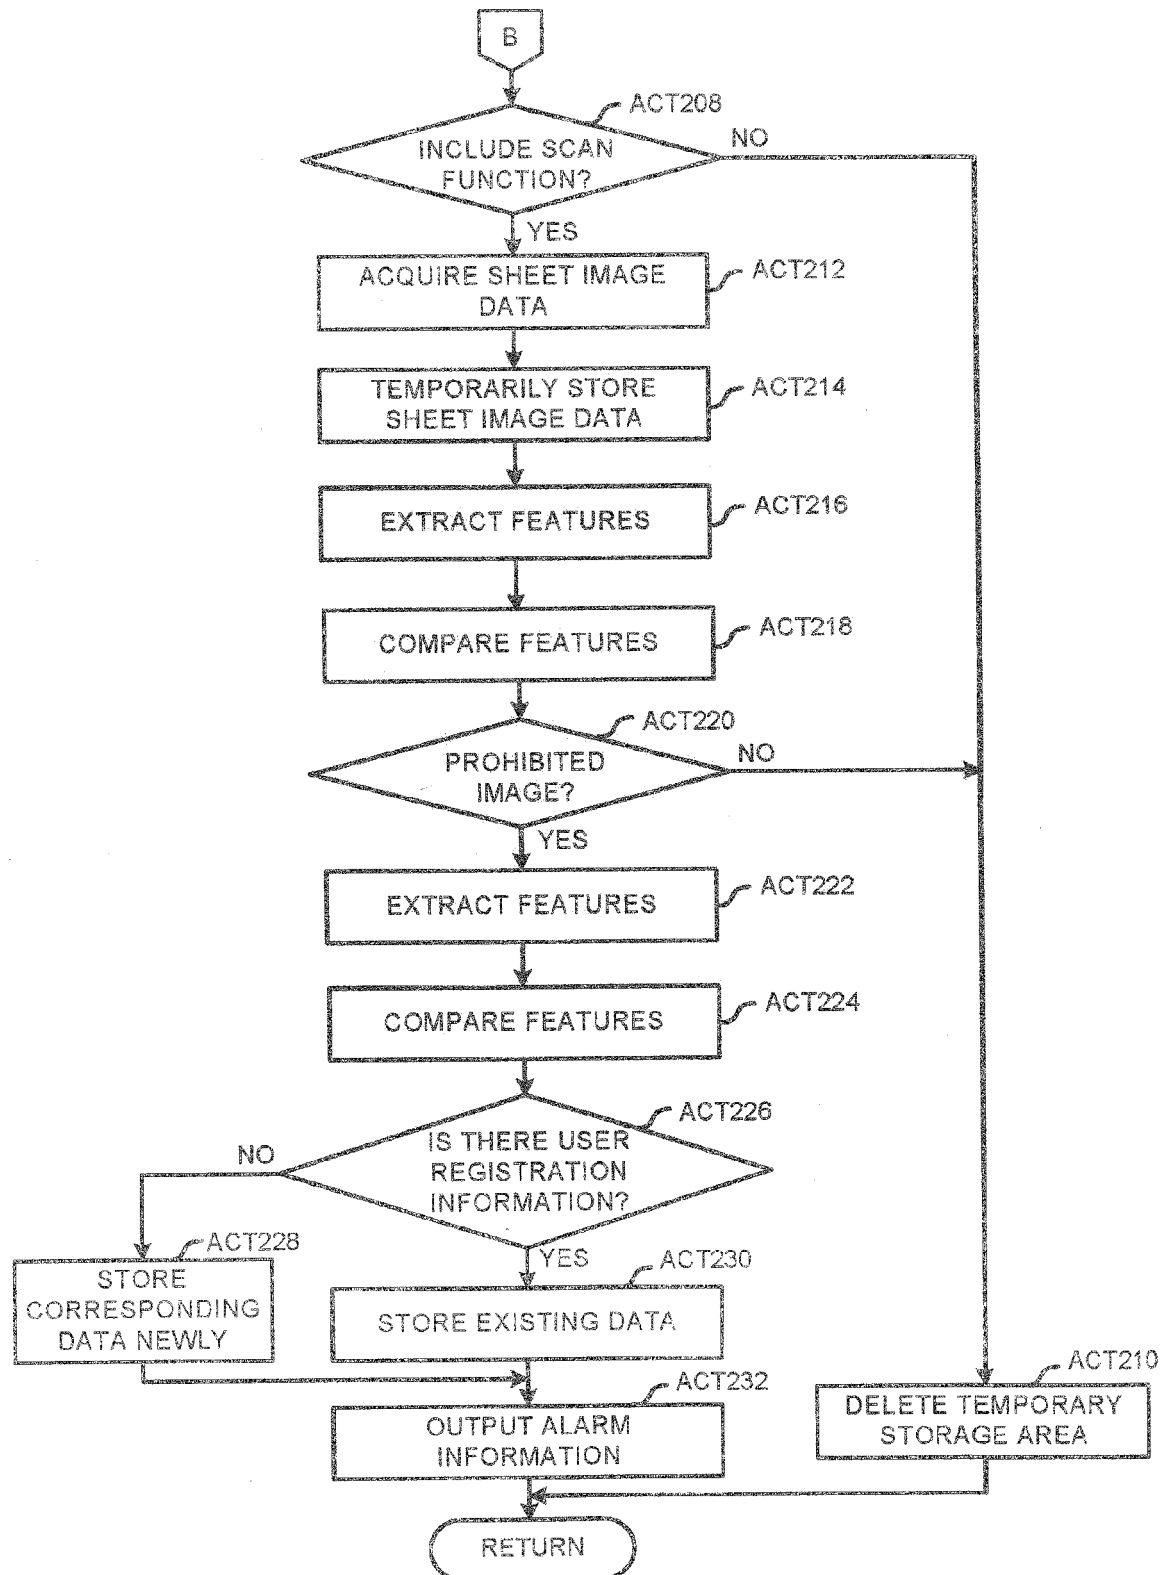 B
ACT208
INCLUDE SCAN
FUNCTION?
NO
YES
ACQUIRE SHEET IMAGE
DATA
ACT212
TEMPORARILY STORE
SHEET IMAGE DATA
ACT214
EXTRACT FEATURES
ACT216
COMPARE FEATURES
ACT218
ACT220
PROHIBITED
IMAGE?
NO
YES
EXTRACT FEATURES
ACT222
COMPARE FEATURES
ACT224
ACT226
IS THERE USER
REGISTRATION
INFORMATION?
NO
YES
ACT228
STORE
CORRESPONDING
DATA NEWLY
ACT230
STORE EXISTING DATA
ACT232
OUTPUT ALARM
INFORMATION
ACT210
DELETE TEMPORARY
STORAGE AREA
RETURN